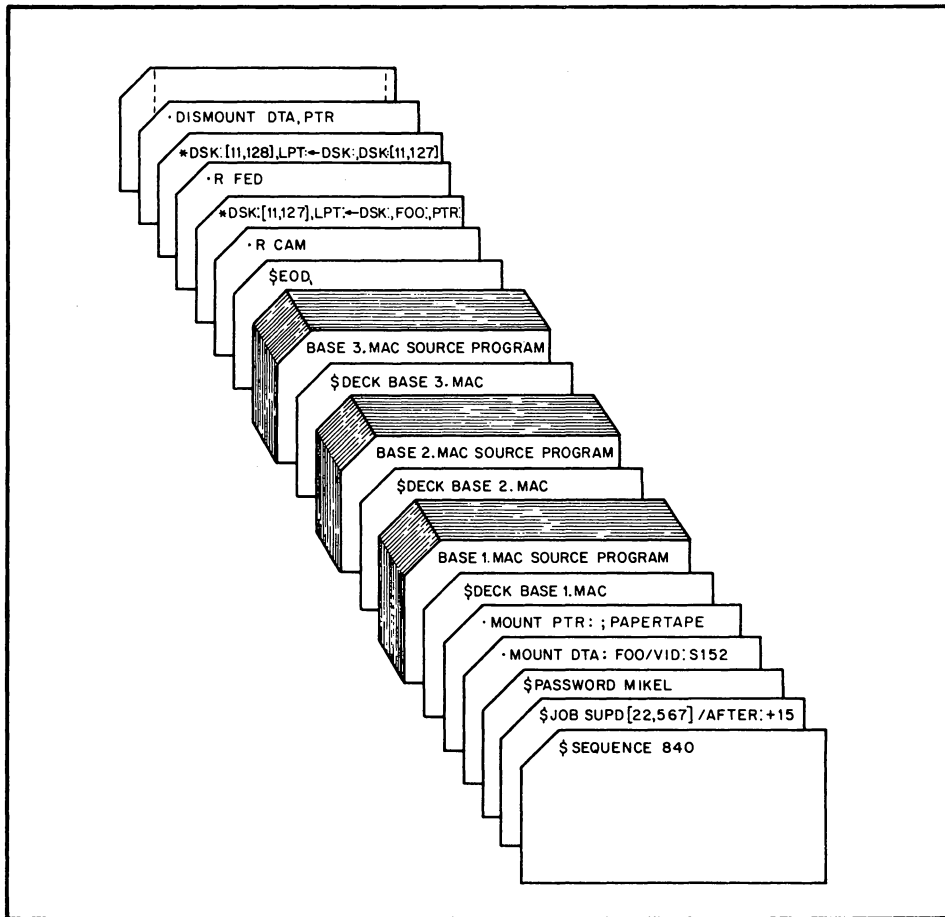 · DISMOUNT DTA, PTR
*DSK:[11,128],LPT:←DSK:,DSK:[11,127]
· R FED
*DSK:[11,127],LPT:←DSK:,FOO:,PTR:
· R CAM
$EOD
BASE 3.MAC SOURCE PROGRAM
$DECK BASE 3.MAC
BASE 2.MAC SOURCE PROGRAM
$DECK BASE 2.MAC
BASE 1.MAC SOURCE PROGRAM
$DECK BASE 1.MAC
· MOUNT PTR: ; PAPERTAPE
· MOUNT DTA: FOO/VID:S152
$PASSWORD MIKEL
$JOB SUPD[22,567]/AFTER:+15
$SEQUENCE 840